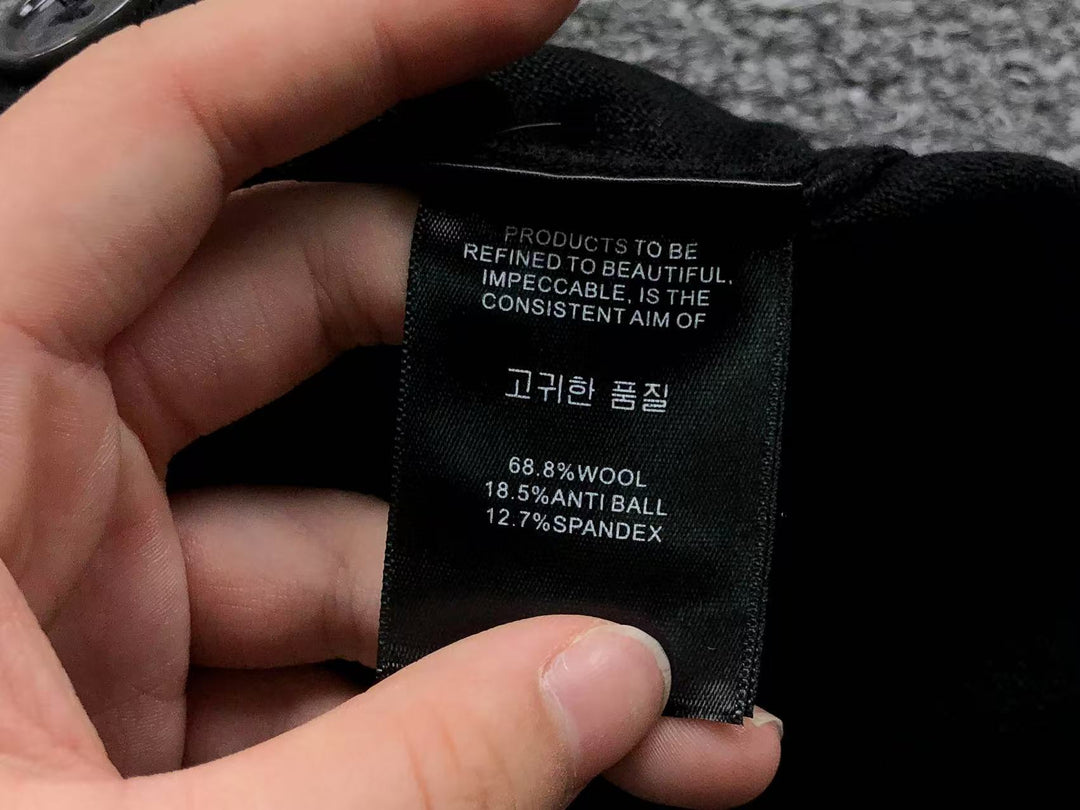 PRODUCTS TO BE
REFINED TO BEAUTIFUL,
IMPECCABLE, IS THE
CONSISTENT AIM OF
고귀한 품질
68.8%WOOL
18.5%ANTI BALL
12.7%SPANDEX